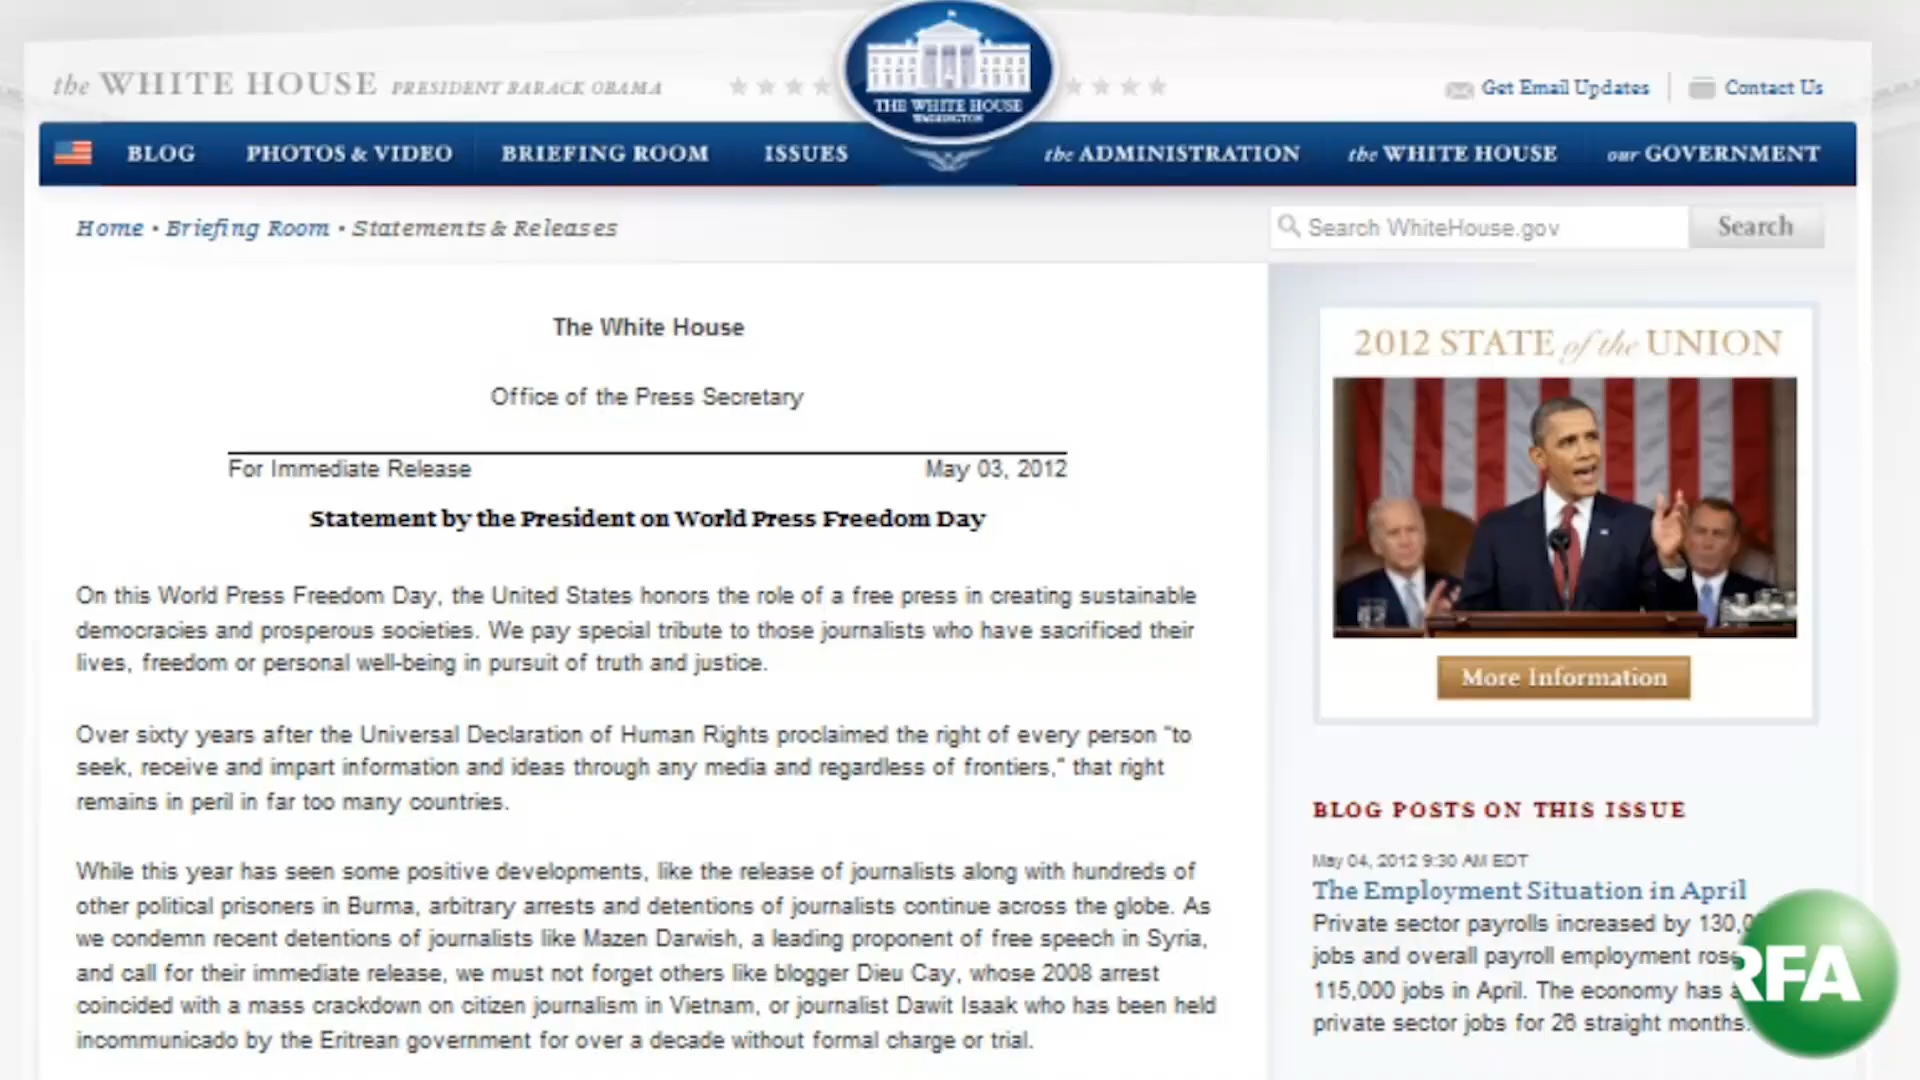 the WHITE HOUSE PRESIDENT BARACK OBAMA
THE WHITE HOUSE
WASHINGTON
Get Email Updates
Contact Us
BLOG
PHOTOS & VIDEO
BRIEFING ROOM
ISSUES
the ADMINISTRATION
the WHITE HOUSE
our GOVERNMENT
Home • Briefing Room • Statements & Releases
Search WhiteHouse.gov
Search
The White House
Office of the Press Secretary
For Immediate Release
May 03, 2012
Statement by the President on World Press Freedom Day
On this World Press Freedom Day, the United States honors the role of a free press in creating sustainable
democracies and prosperous societies. We pay special tribute to those journalists who have sacrificed their
lives, freedom or personal well-being in pursuit of truth and justice.
Over sixty years after the Universal Declaration of Human Rights proclaimed the right of every person "to
seek, receive and impart information and ideas through any media and regardless of frontiers," that right
remains in peril in far too many countries.
While this year has seen some positive developments, like the release of journalists along with hundreds of
other political prisoners in Burma, arbitrary arrests and detentions of journalists continue across the globe. As
we condemn recent detentions of journalists like Mazen Darwish, a leading proponent of free speech in Syria,
and call for their immediate release, we must not forget others like blogger Dieu Cay, whose 2008 arrest
coincided with a mass crackdown on citizen journalism in Vietnam, or journalist Dawit Isaak who has been held
incommunicado by the Eritrean government for over a decade without formal charge or trial.
2012 STATE of the UNION
More Information
BLOG POSTS ON THIS ISSUE
May 04, 2012 9:30 AM EDT
The Employment Situation in April
Private sector payrolls increased by
jobs and overall payroll employment
115,000 jobs in April. The economy has
private sector jobs for 26 straight months.
RFA